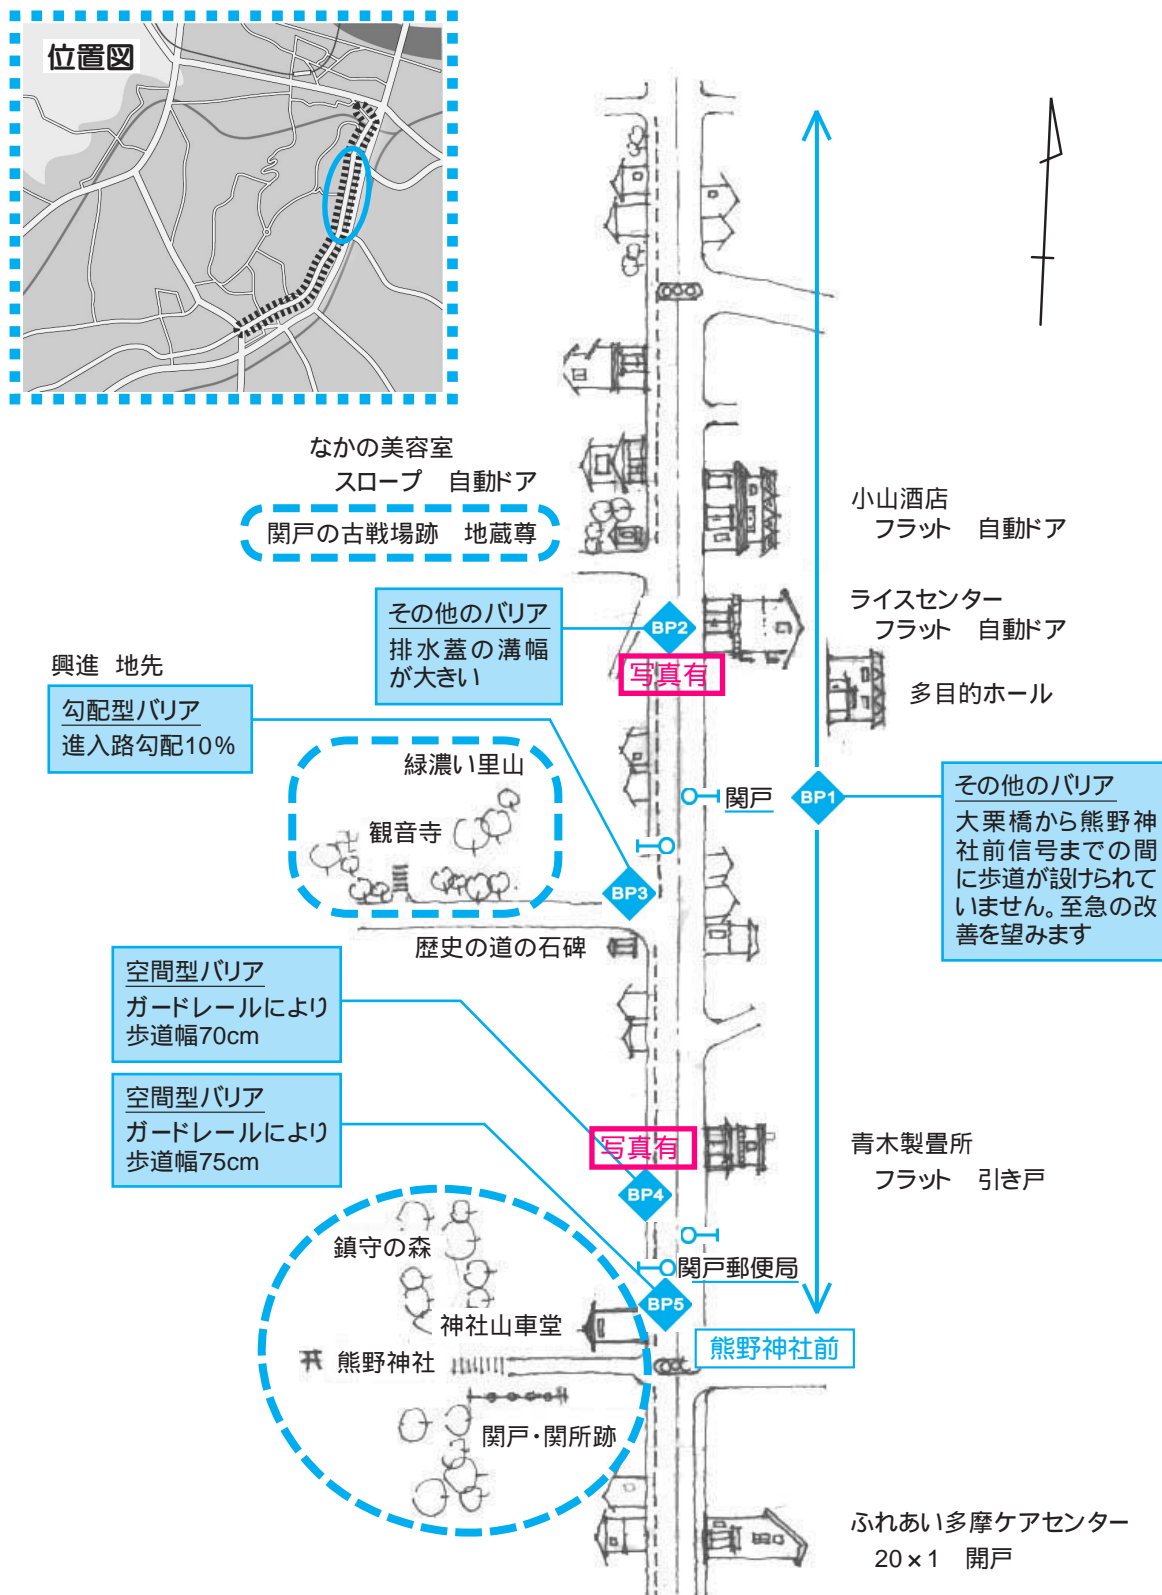 位置図
なかの美容室
スロープ 自動ドア
関戸の古戦場跡 地蔵尊
小山酒店
フラット 自動ドア
その他のバリア
排水蓋の溝幅
が大きい
BP2
写真有
ライスセンター
フラット 自動ドア
多目的ホール
興進 地先
勾配型バリア
進入路勾配10%
緑濃い里山
観音寺
関戸
BP1
その他のバリア
大栗橋から熊野神
社前信号までの間
に歩道が設けられて
いません。至急の改
善を望みます
BP3
歴史の道の石碑
空間型バリア
ガードレールにより
歩道幅70cm
空間型バリア
ガードレールにより
歩道幅75cm
写真有
BP4
青木製畳所
フラット 引き戸
鎮守の森
関戸郵便局
BP5
神社山車堂
熊野神社前
熊野神社
関戸・関所跡
ふれあい多摩ケアセンター
20×1 開戸